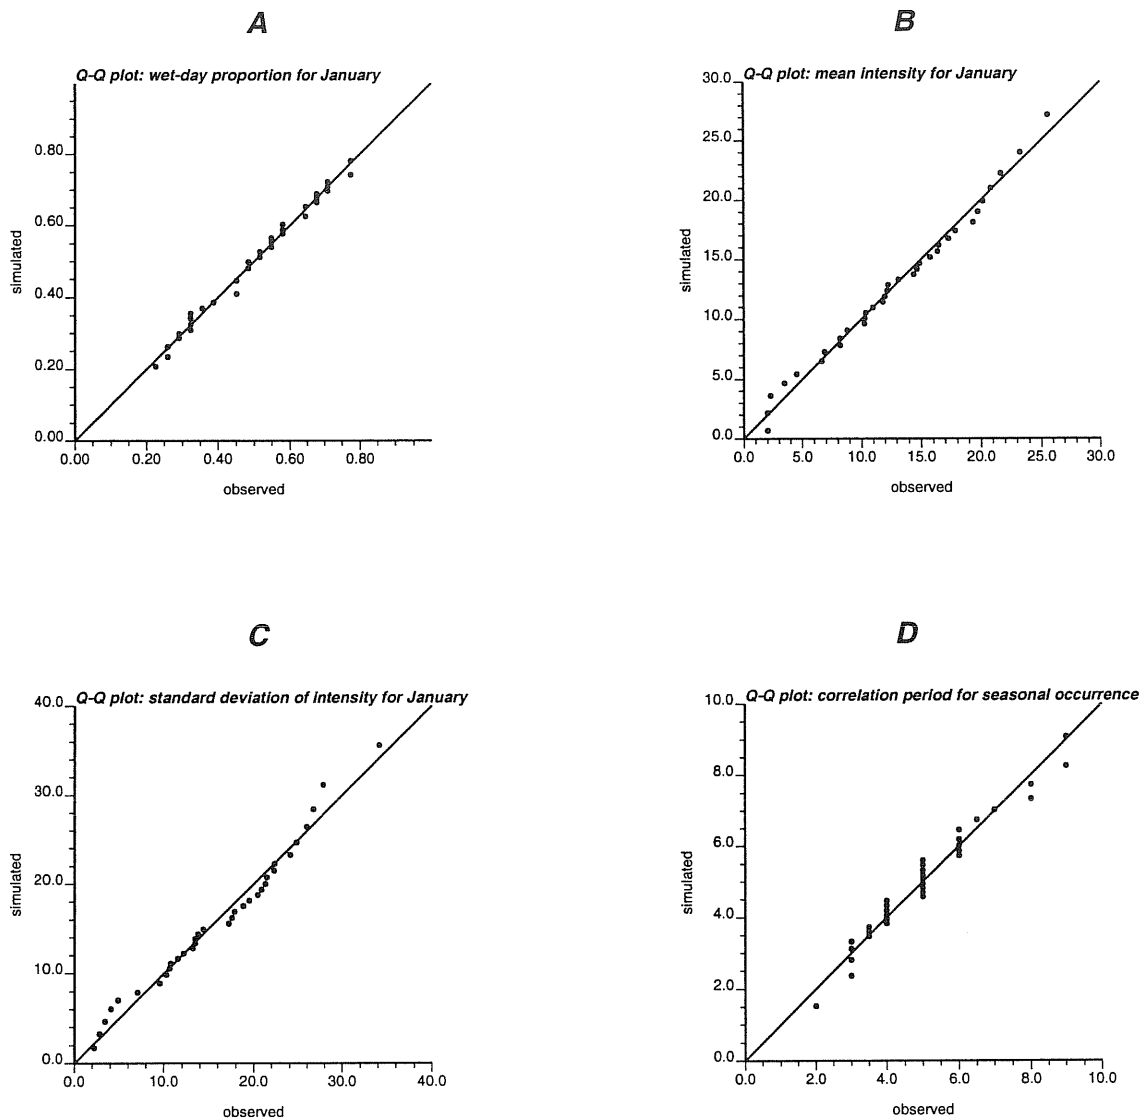 A
Q-Q plot: wet-day proportion for January
0.80
0.60
0.40
0.20
0.00
simulated
0.00 0.20 0.40 0.60 0.80
observed
B
Q-Q plot: mean intensity for January
30.0
25.0
20.0
15.0
10.0
5.0
0.0
simulated
0.0 5.0 10.0 15.0 20.0 25.0 30.0
observed
C
Q-Q plot: standard deviation of intensity for January
40.0
30.0
20.0
10.0
0.0
simulated
0.0 10.0 20.0 30.0 40.0
observed
D
Q-Q plot: correlation period for seasonal occurrence
10.0
8.0
6.0
4.0
2.0
0.0
simulated
0.0 2.0 4.0 6.0 8.0 10.0
observed